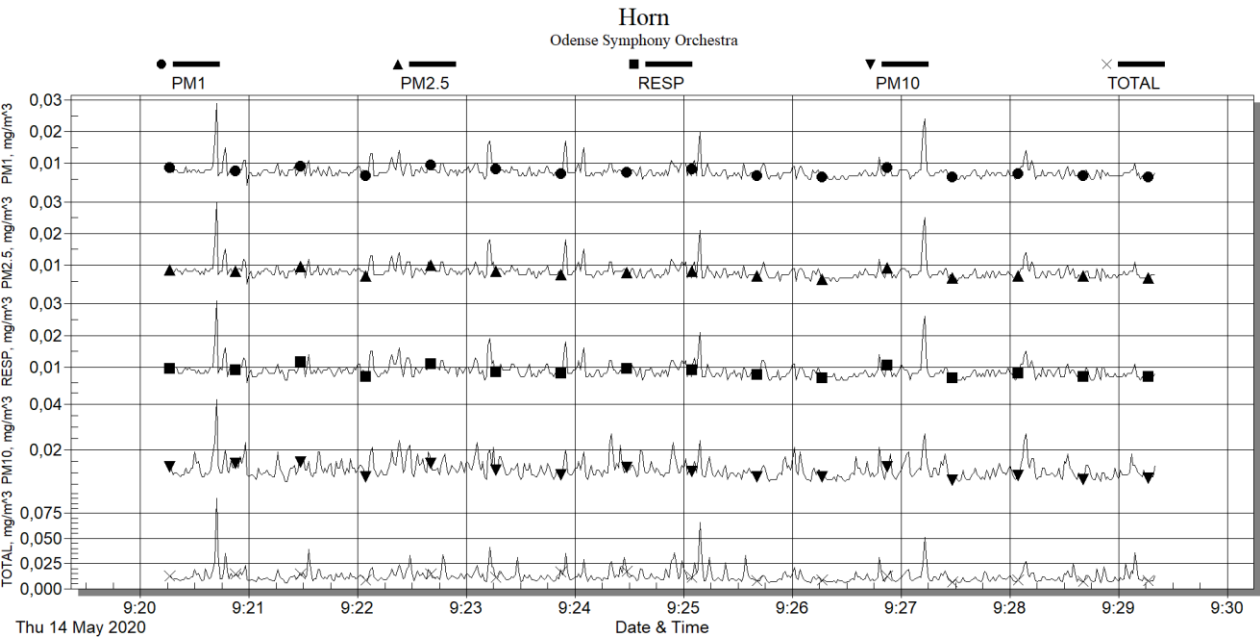 Horn
Odense Symphony Orchestra
PM1 PM2.5 RESP PM10 TOTAL
PM1, mg/m^3
0,03
0,02
0,01
PM2.5, mg/m^3
0,03
0,02
0,01
RESP, mg/m^3
0,03
0,02
0,01
PM10, mg/m^3
0,04
0,02
TOTAL, mg/m^3
0,075
0,050
0,025
0,000
9:20 9:21 9:22 9:23 9:24 9:25 9:26 9:27 9:28 9:29 9:30
Thu 14 May 2020
Date & Time